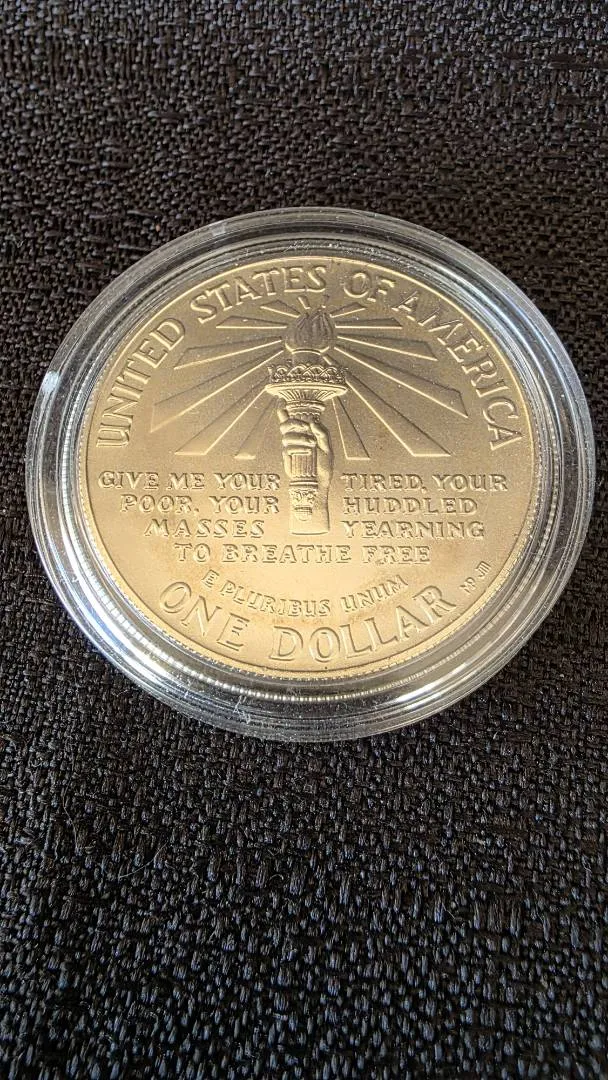 UNITED STATES OF AMERICA
GIVE ME YOUR TIRED, YOUR
POOR, YOUR HUDDLED
MASSES YEARNING
TO BREATHE FREE
E PLURIBUS UNUM
ONE DOLLAR